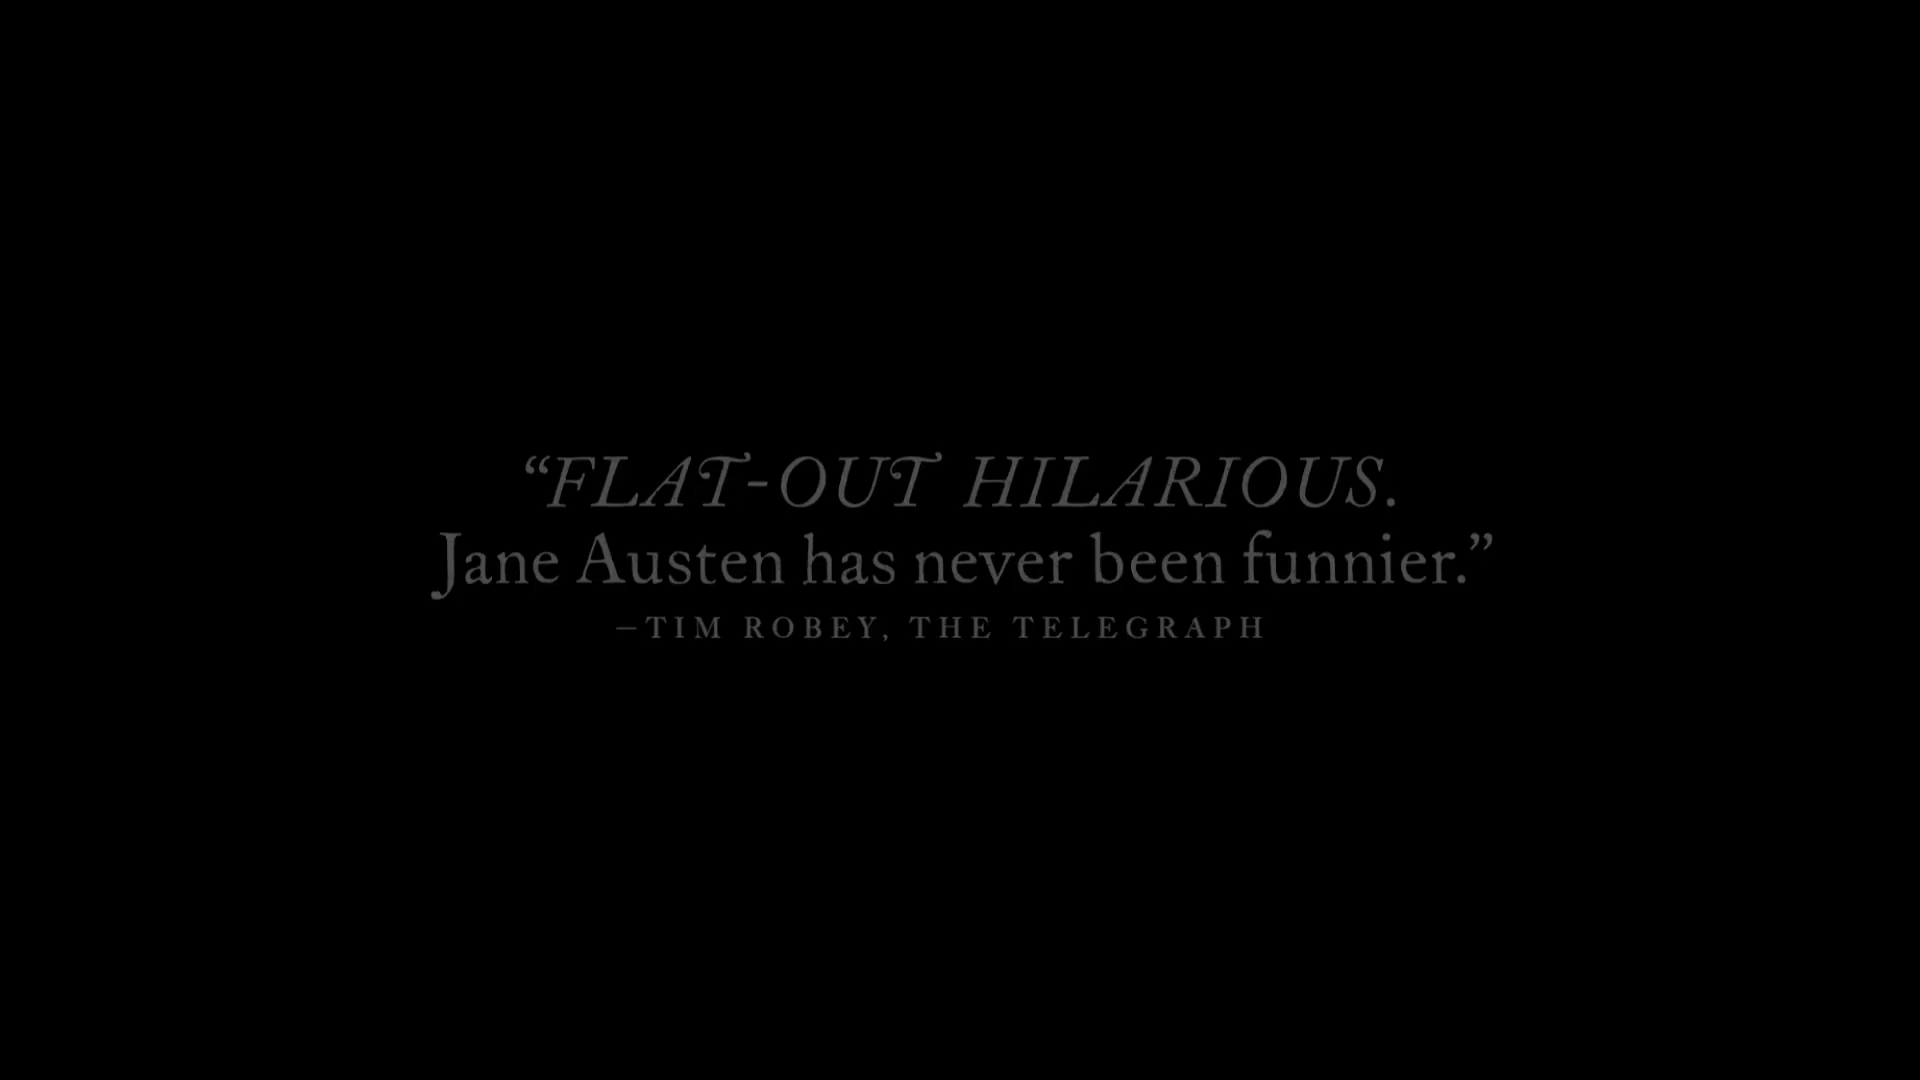 “FLAT-OUT HILARIOUS.
Jane Austen has never been funnier.”
—TIM ROBEY, THE TELEGRAPH